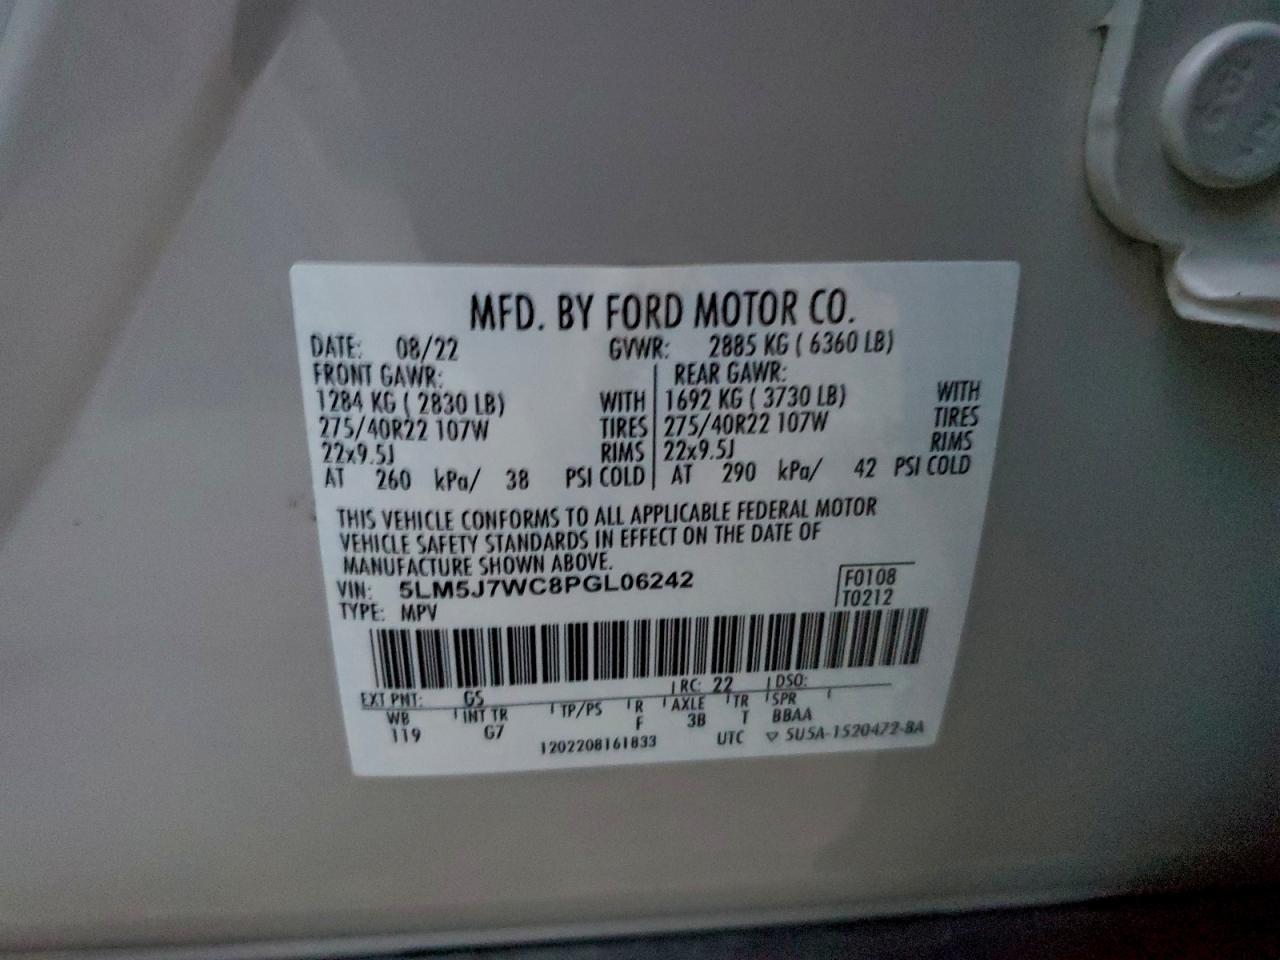 MFD. BY FORD MOTOR CO.
DATE: 08/22 GVWR: 2885 KG ( 6360 LB)
FRONT GAWR: REAR GAWR:
1284 KG ( 2830 LB) WITH 1692 KG ( 3730 LB) WITH
275/40R22 107W TIRES 275/40R22 107W TIRES
22x9.5J RIMS 22x9.5J RIMS
AT 260 kPa/ 38 PSI COLD AT 290 kPa/ 42 PSI COLD
THIS VEHICLE CONFORMS TO ALL APPLICABLE FEDERAL MOTOR
VEHICLE SAFETY STANDARDS IN EFFECT ON THE DATE OF
MANUFACTURE SHOWN ABOVE.
VIN: 5LM5J7WC8PGL06242 F0108
TYPE: MPV T0212
EXT PNT: GS RC: 22 DSO:
WB INT TR TP/PS R AXLE TR SPR
119 G7 F 3B T BBAA
1202208161833 UTC ▽ 5U5A-1520472-BA